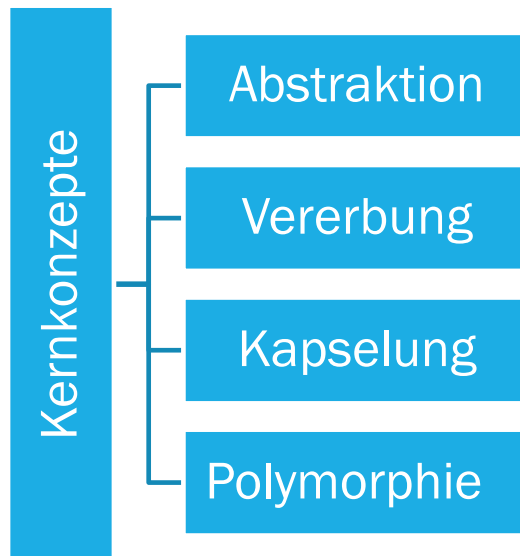 Kernkonzepte
Abstraktion
Vererbung
Kapselung
Polymorphie